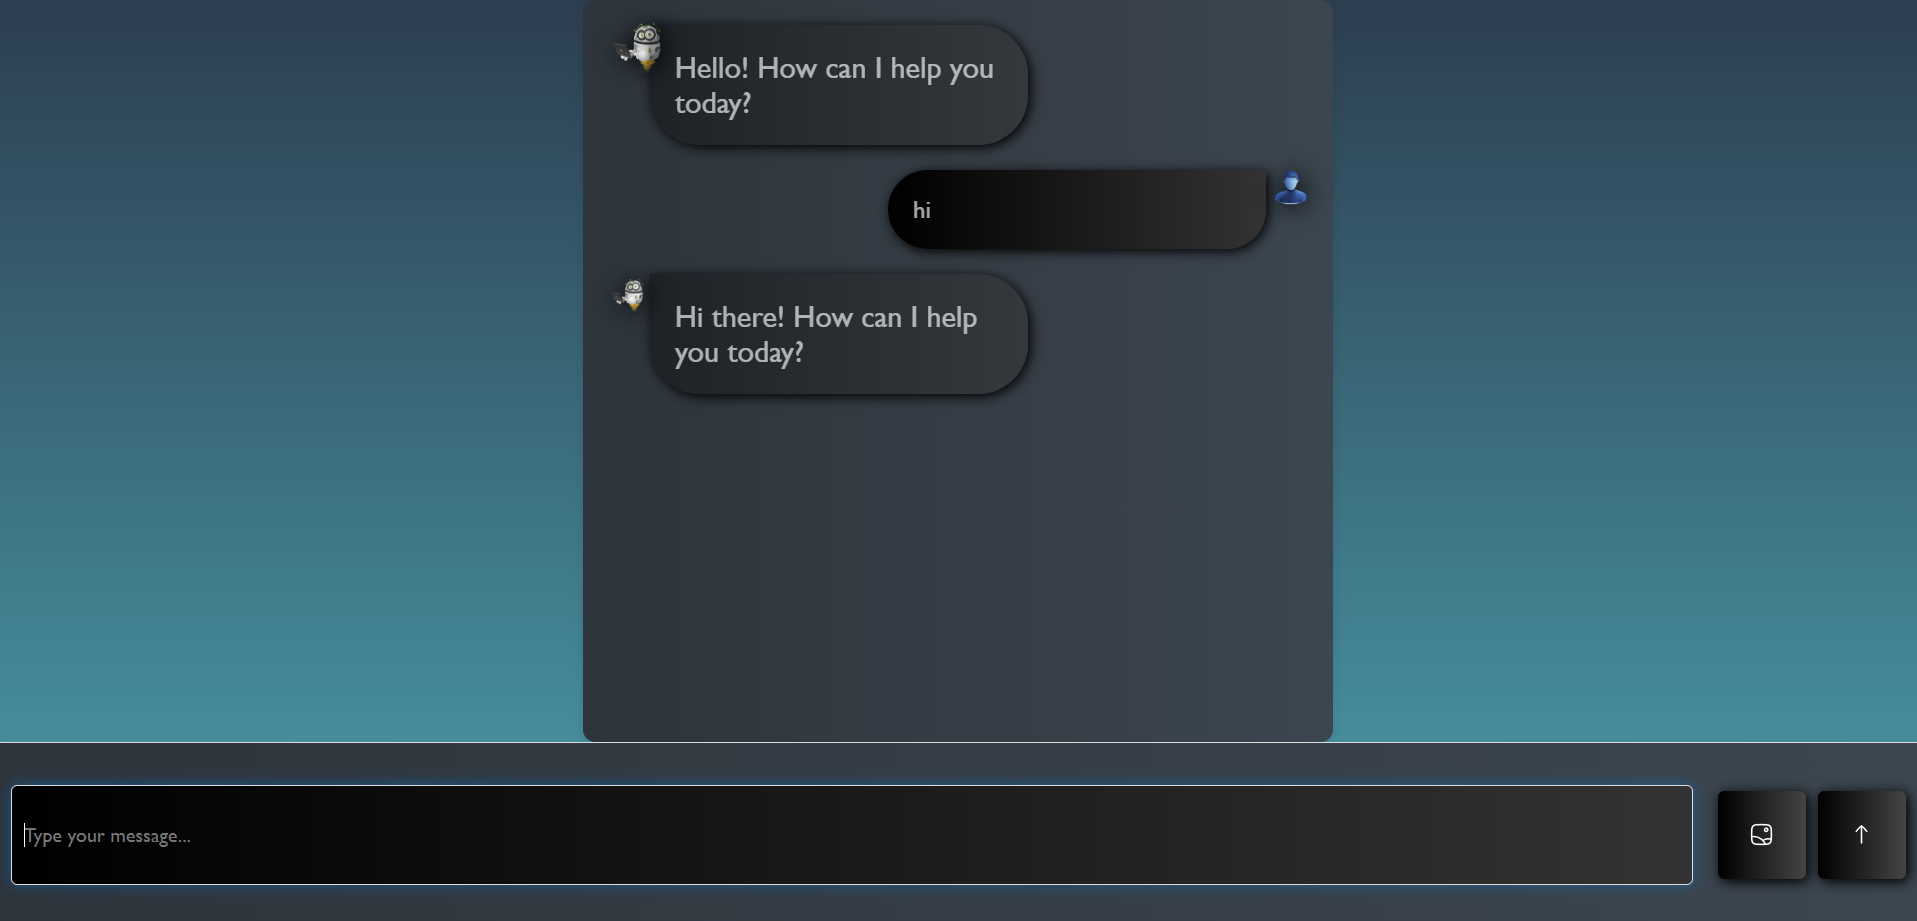 Hello! How can I help you
today?
hi
Hi there! How can I help
you today?
Type your message...